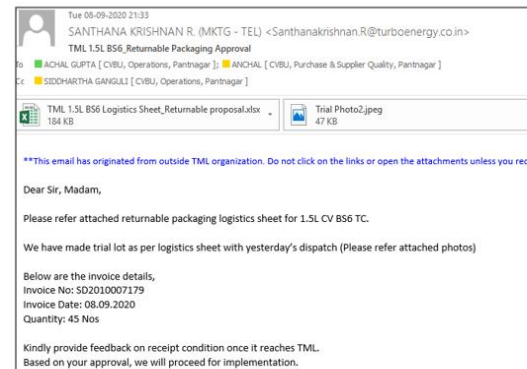 Tue 08-09-2020 21:33
SANTHANA KRISHNAN R. (MKTG - TEL) <Santhanakrishnan.R@turboenergy.co.in>
TML 1.5L BS6_Returnable Packaging Approval
To ACHAL GUPTA [ CVBU, Operations, Pantnagar ]; ANCHAL [ CVBU, Purchase & Supplier Quality, Pantnagar ]
Cc SIDDHARTHA GANGULI [ CVBU, Operations, Pantnagar ]
TML 1.5L BS6 Logistics Sheet_Returnable proposal.xlsx
184 KB
Trial Photo2.jpeg
47 KB
**This email has originated from outside TML organization. Do not click on the links or open the attachments unless you rec
Dear Sir, Madam,
Please refer attached returnable packaging logistics sheet for 1.5L CV BS6 TC.
We have made trial lot as per logistics sheet with yesterday's dispatch (Please refer attached photos)
Below are the invoice details,
Invoice No: SD2010007179
Invoice Date: 08.09.2020
Quantity: 45 Nos
Kindly provide feedback on receipt condition once it reaches TML.
Based on your approval, we will proceed for implementation.